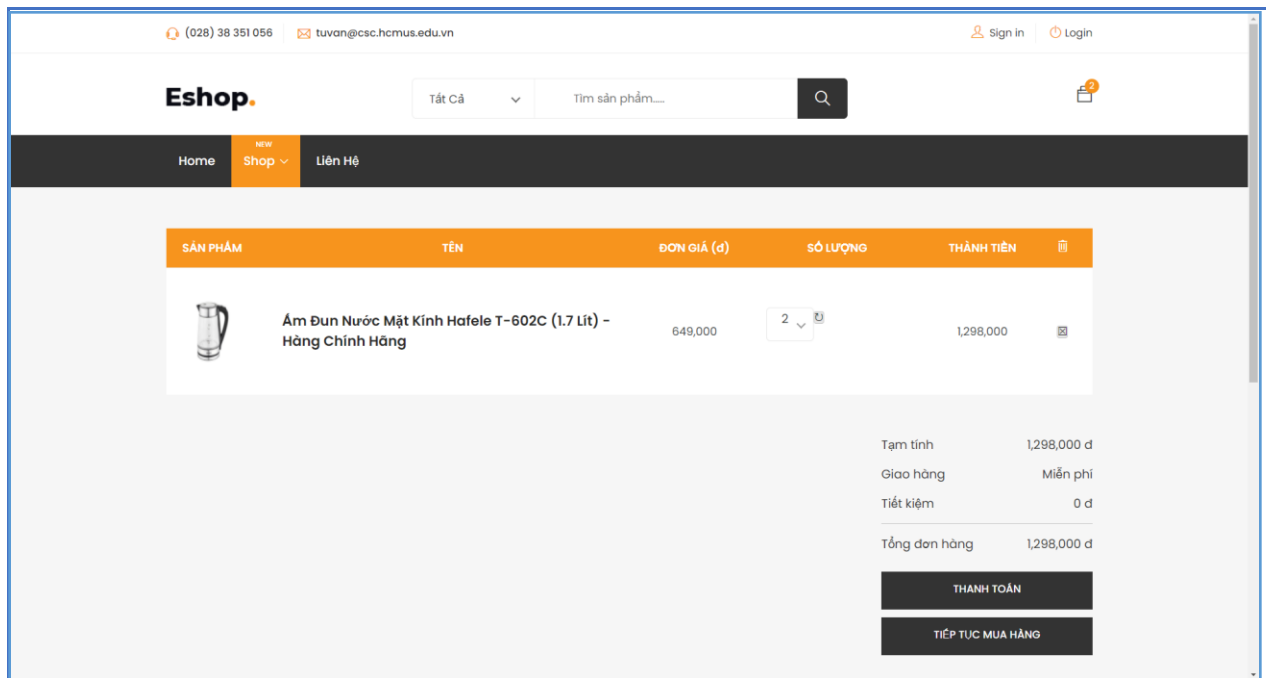 (028) 38 351 056 tuvan@csc.hcmus.edu.vn Sign in Login
Eshop. Tất Cả Tìm sản phẩm..... 2
NEW
Home Shop Liên Hệ
SẢN PHẨM TÊN ĐƠN GIÁ (đ) SỐ LƯỢNG THÀNH TIỀN
Ấm Đun Nước Mặt Kính Hafele T-602C (1.7 Lít) -
Hàng Chính Hãng
649,000 2 1,298,000
Tạm tính 1,298,000 đ
Giao hàng Miễn phí
Tiết kiệm 0 đ
Tổng đơn hàng 1,298,000 đ
THANH TOÁN
TIẾP TỤC MUA HÀNG